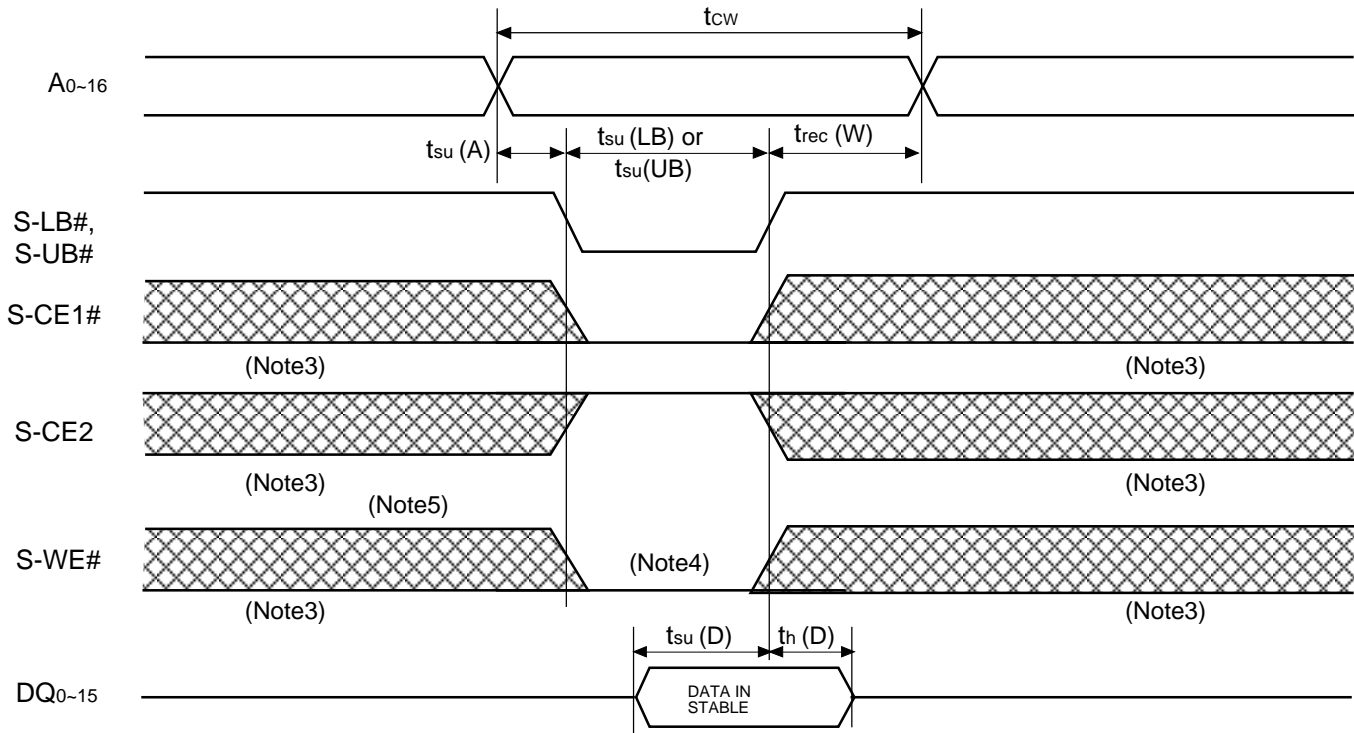 tCW
A0~16
tsu (A)
tsu (LB) or
tsu(UB)
trec (W)
S-LB#,
S-UB#
S-CE1#
(Note3)
(Note3)
S-CE2
(Note3)
(Note3)
(Note5)
S-WE#
(Note4)
(Note3)
(Note3)
tsu (D)
th (D)
DQ0~15
DATA IN
STABLE